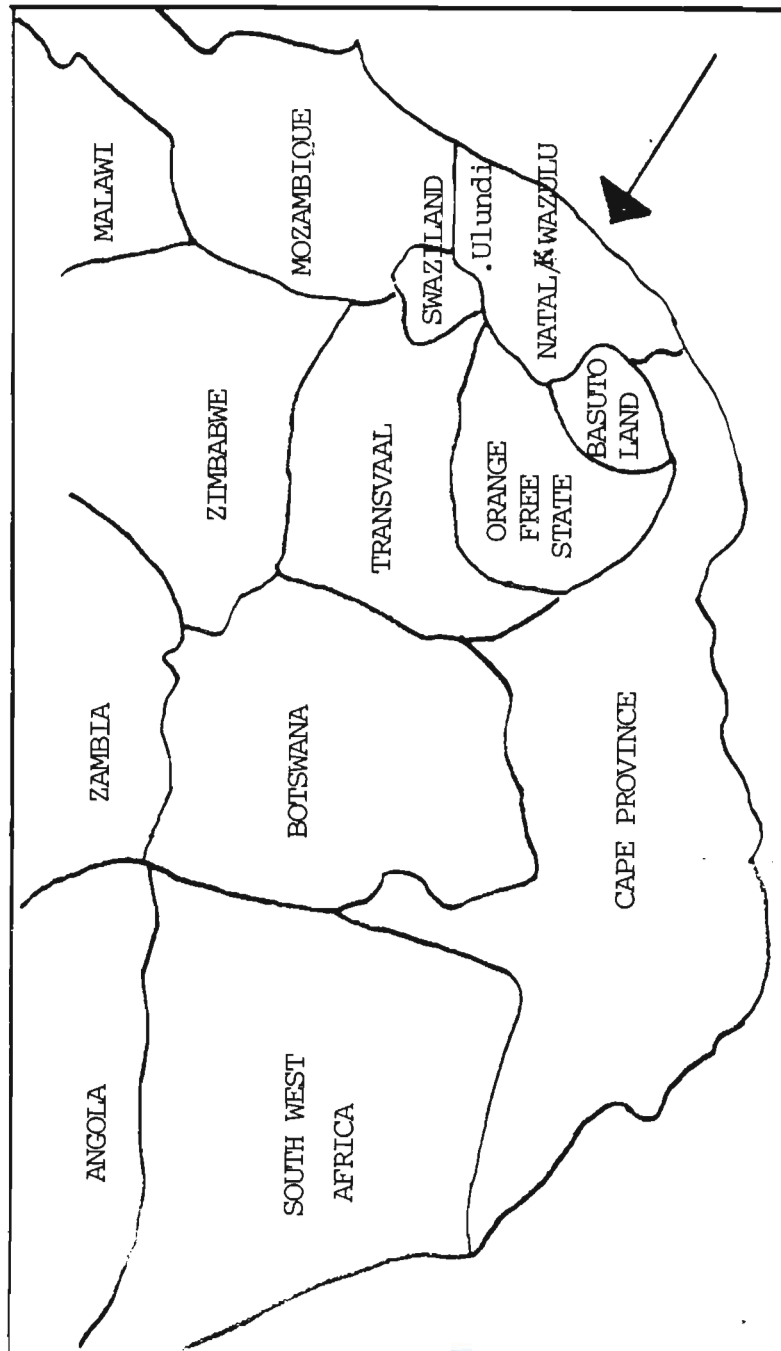 ANGOLA
ZAMBIA
MALAWI
ZIMBABWE
MOZAMBIQUE
SOUTH WEST
AFRICA
BOTSWANA
TRANSVAAL
SWAZILAND
.Ulundi
ORANGE
FREE
STATE
NATAL/KWAZULU
BASUTO
LAND
CAPE PROVINCE